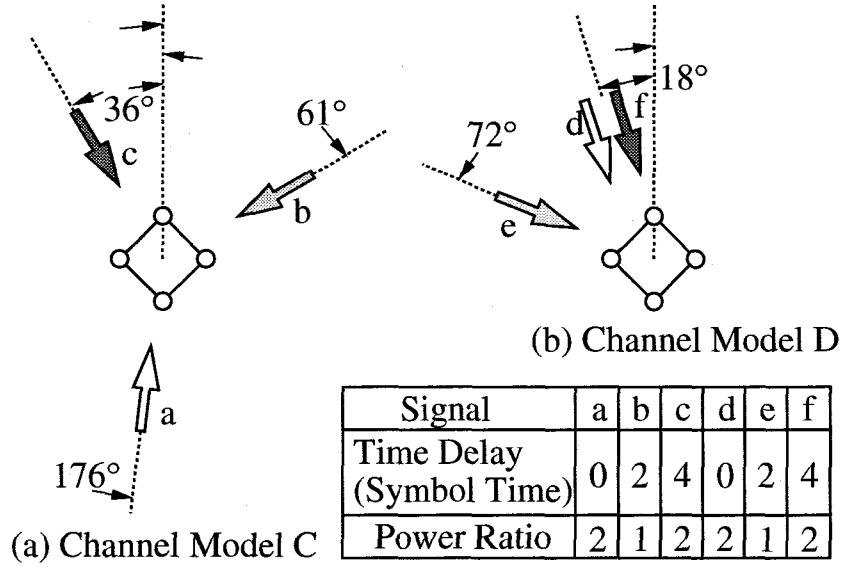 36°
c
61°
b
a
176°
(a) Channel Model C
18°
d
f
72°
e
(b) Channel Model D
Signal a b c d e f
Time Delay
(Symbol Time) 0 2 4 0 2 4
Power Ratio 2 1 2 2 1 2